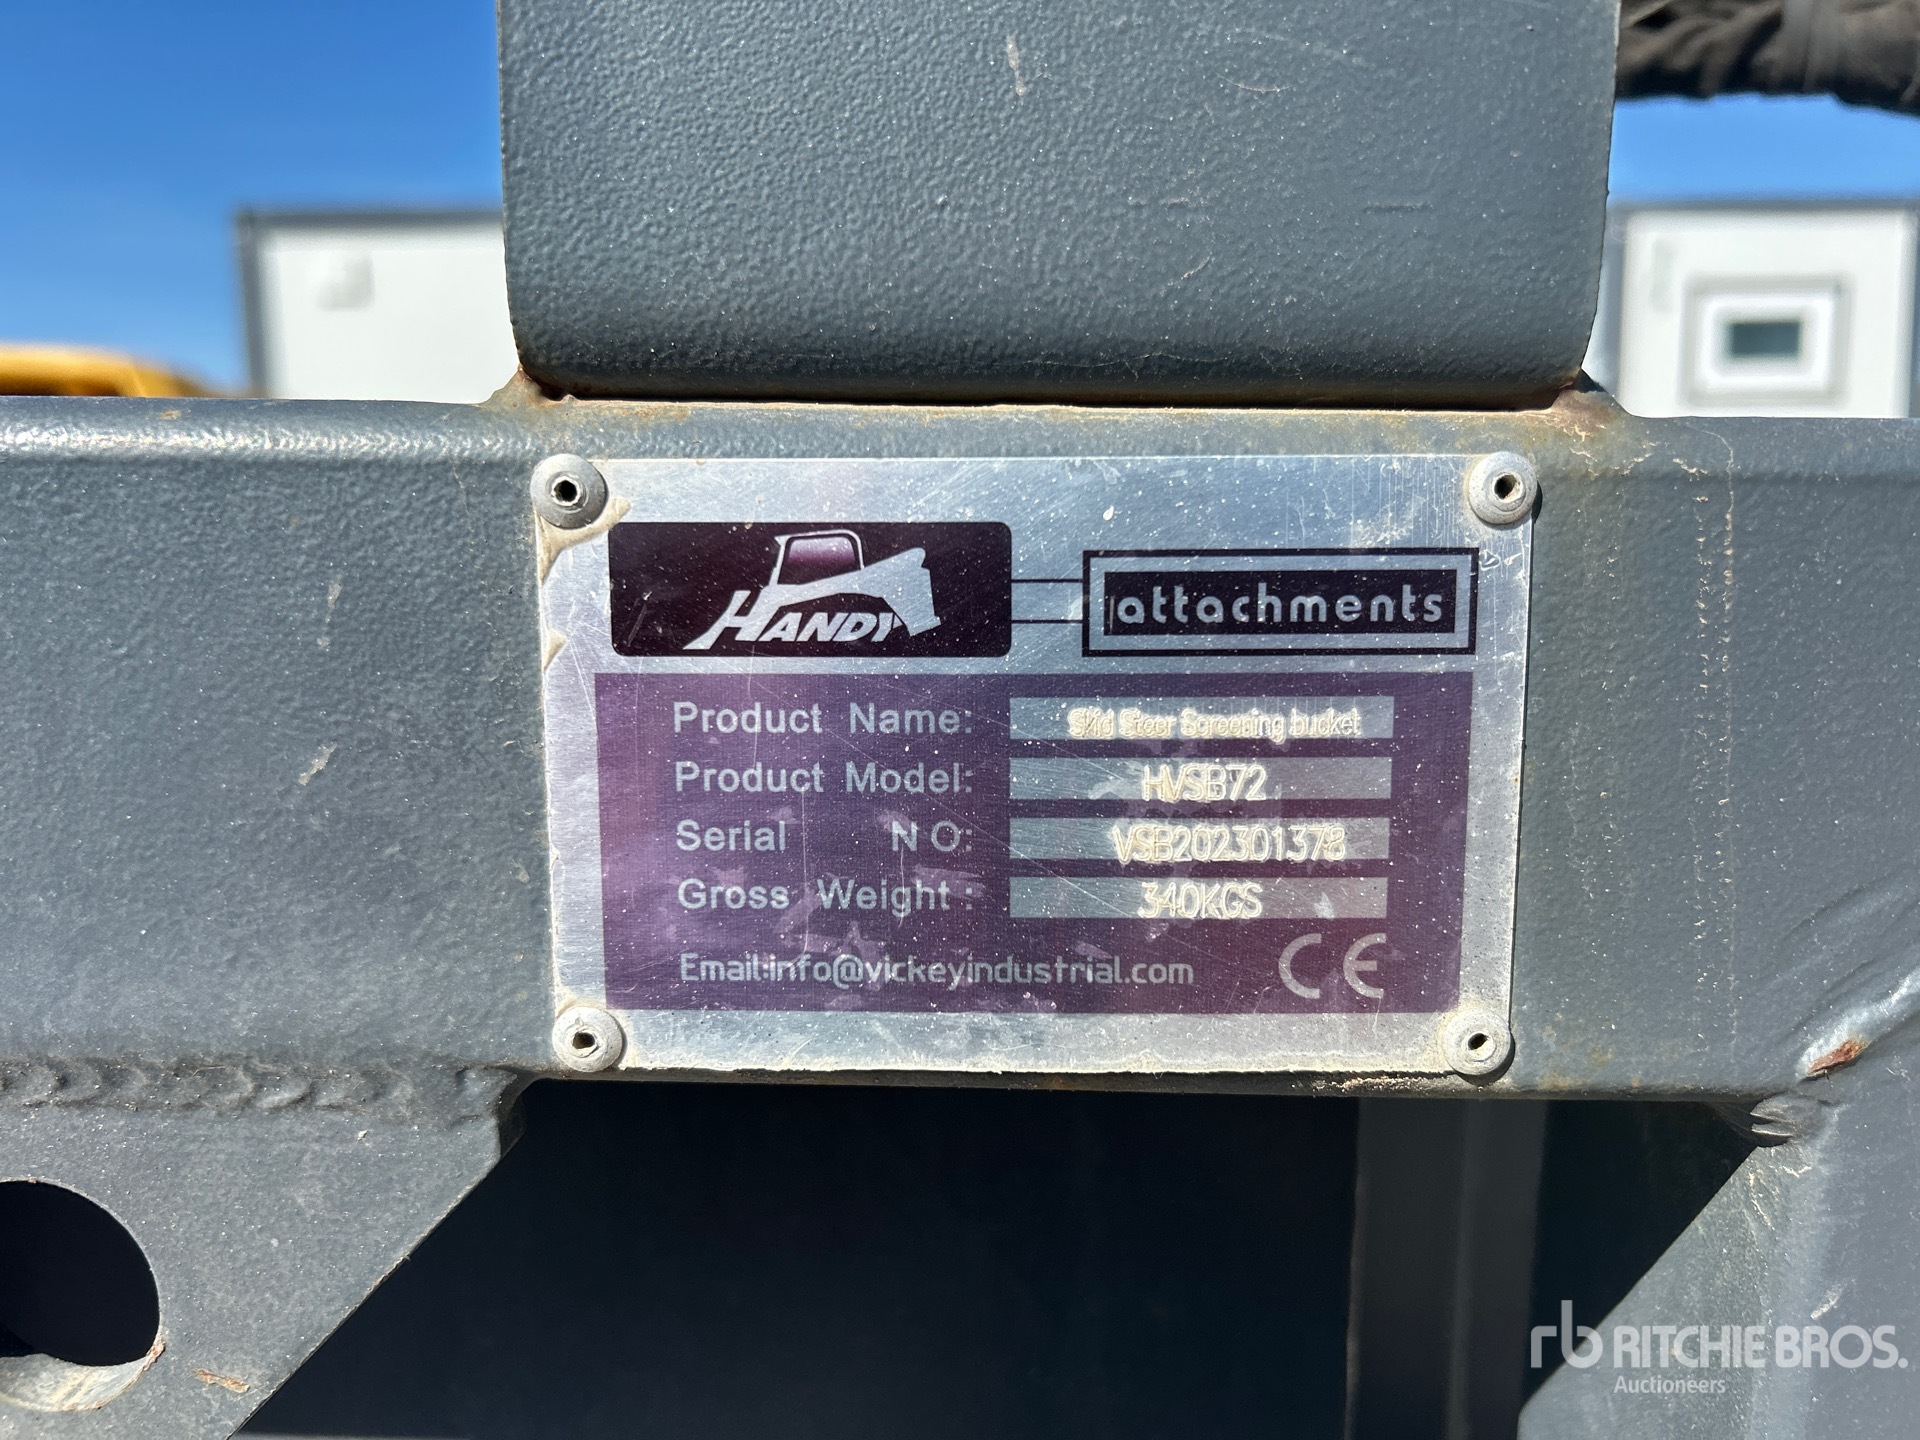 HANDY attachments
Product Name: Skid Steer Screening bucket
Product Model: HVSB72
Serial NO: VSB202301378
Gross Weight: 340KGS
Email:info@vickeyindustrial.com CE
rb RITCHIE BROS.
Auctioneers